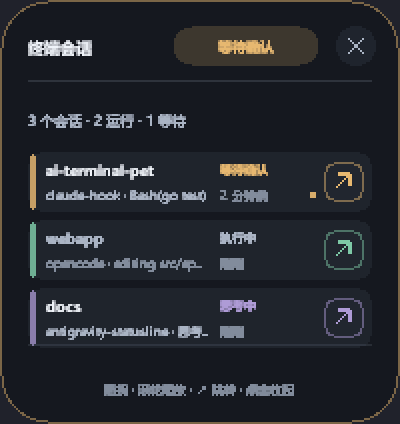 终端会话
等待确认
3 个会话 · 2 运行 · 1 等待
ai-terminal-pet
等待确认
claude-hook · Bash(go test)
2 分钟前
webapp
执行中
opencode · editing src/ap…
刚刚
docs
思考中
antigravity-statusline · 思考…
刚刚